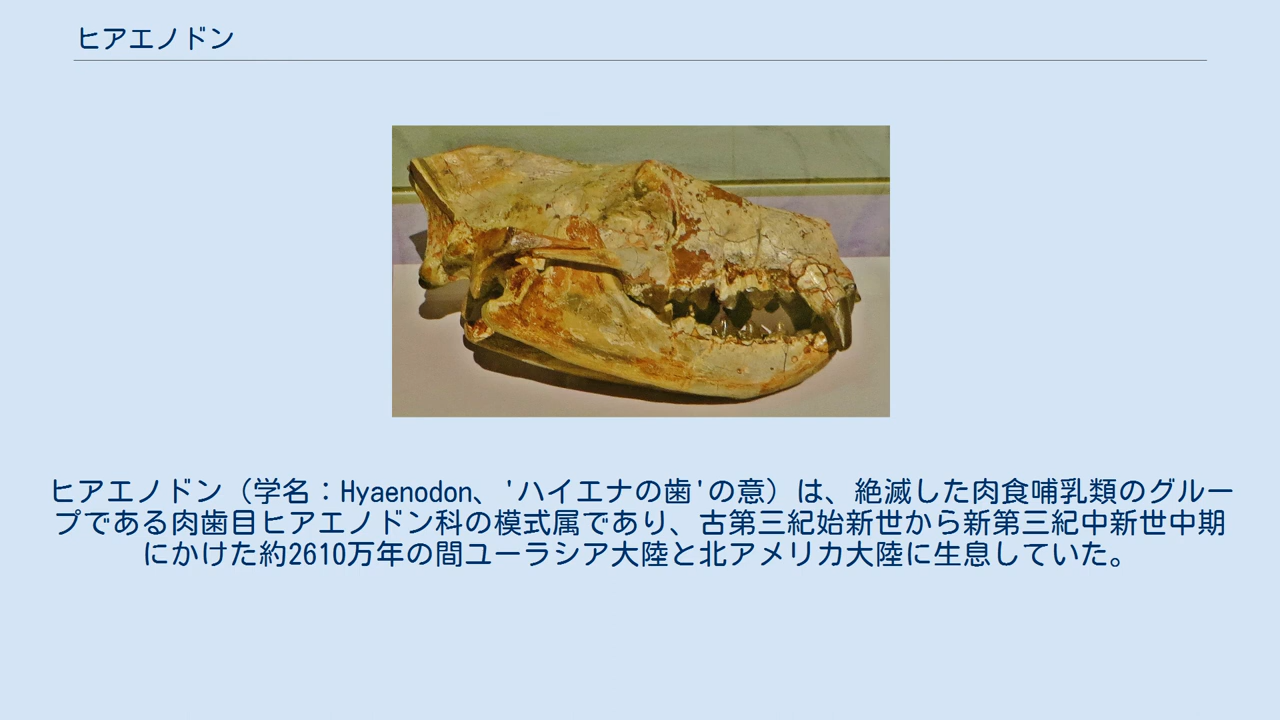 ヒアエノドン
ヒアエノドン（学名：Hyaenodon、'ハイエナの歯'の意）は、絶滅した肉食哺乳類のグルー
プである肉歯目ヒアエノドン科の模式属であり、古第三紀始新世から新第三紀中新世中期
にかけた約2610万年の間ユーラシア大陸と北アメリカ大陸に生息していた。